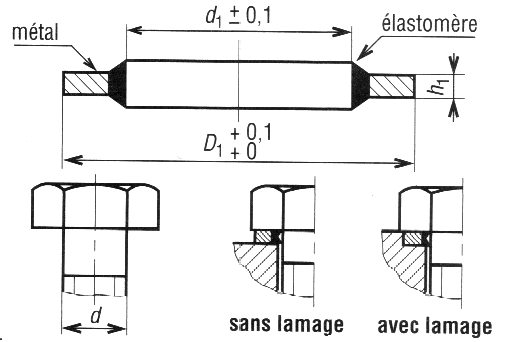 d₁ ± 0,1
métal
élastomère
h₁
D₁ + 0,1
+ 0
d
sans lamage
avec lamage